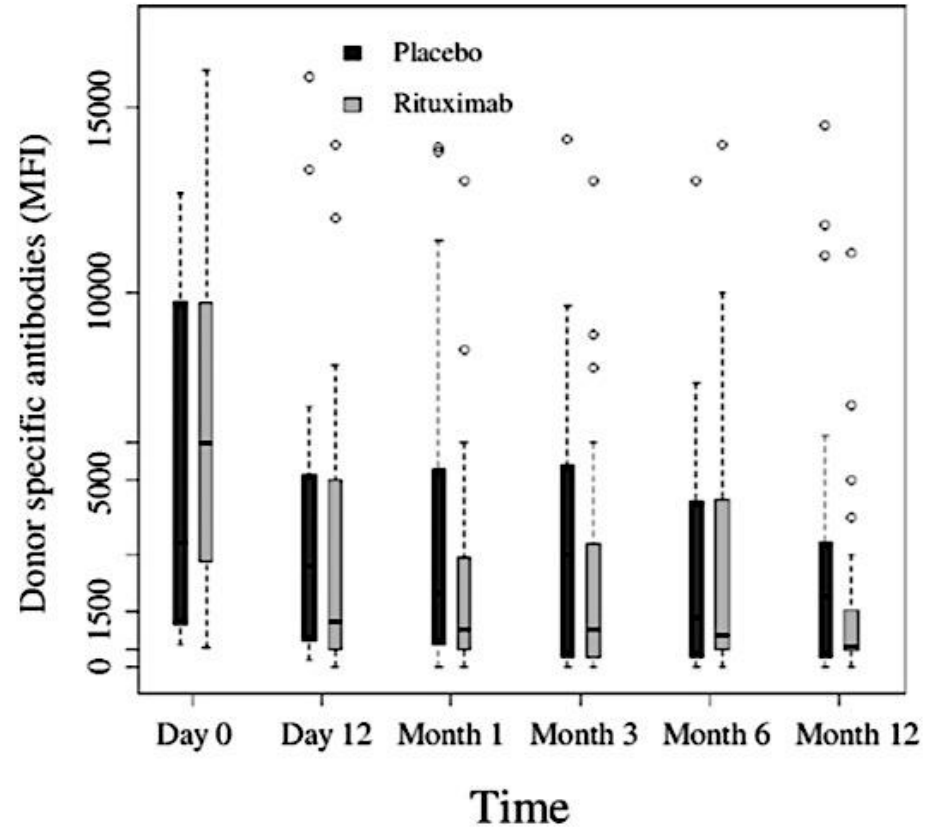 Placebo
Rituximab
Donor specific antibodies (MFI)
15000
10000
5000
1500
0
Day 0 Day 12 Month 1 Month 3 Month 6 Month 12
Time